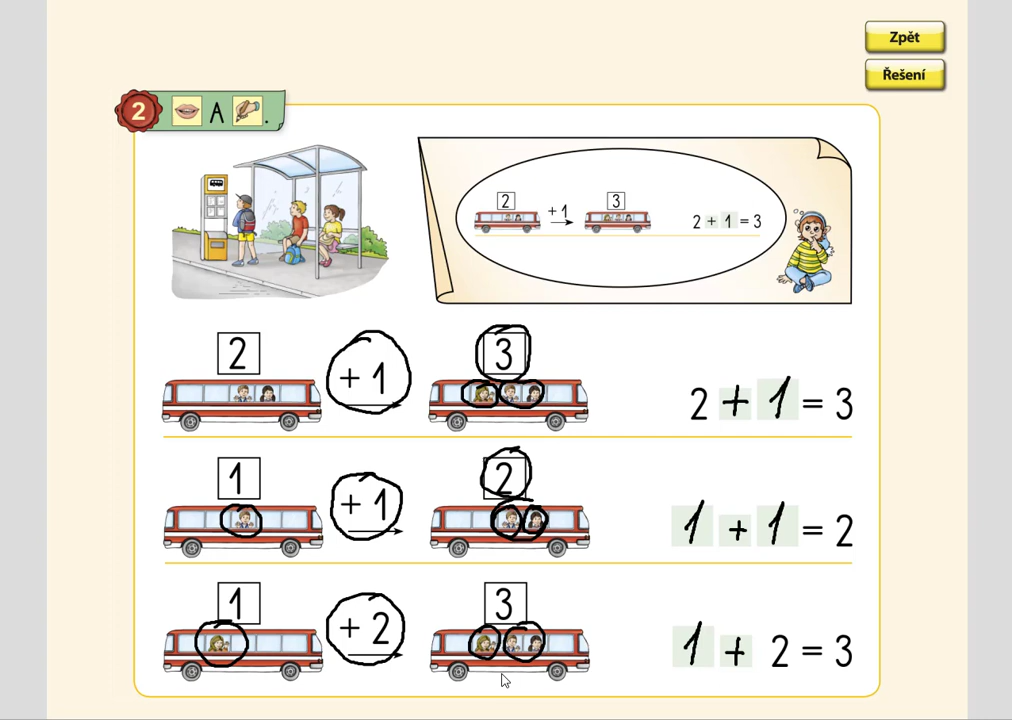 Zpět
Řešení
2 A .
2 +1 3
2 + 1 = 3
2 + 1 3
2 + 1 = 3
1 + 1 2
1 + 1 = 2
1 + 2 3
1 + 2 = 3